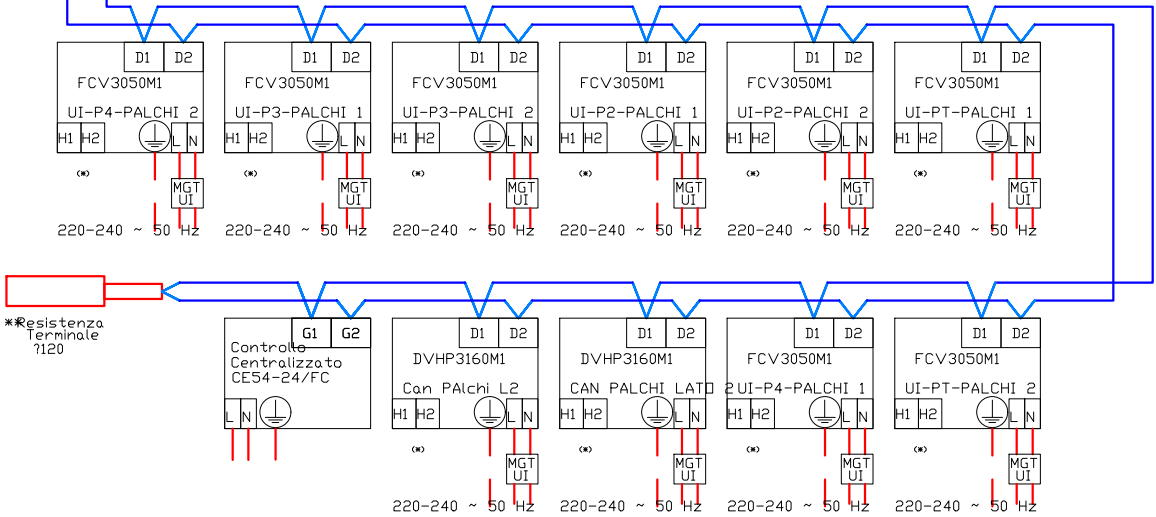 D1 D2 D1 D2 D1 D2 D1 D2 D1 D2 D1 D2
FCV3050M1 FCV3050M1 FCV3050M1 FCV3050M1 FCV3050M1 FCV3050M1
UI-P4-PALCHI 2 UI-P3-PALCHI 1 UI-P3-PALCHI 2 UI-P2-PALCHI 1 UI-P2-PALCHI 2 UI-PT-PALCHI 1
H1 H2 L N H1 H2 L N H1 H2 L N H1 H2 L N H1 H2 L N H1 H2 L N
(*) (*) (*) (*) (*) (*)
MGT MGT MGT MGT MGT MGT
UI UI UI UI UI UI
220-240 ~ 50 Hz 220-240 ~ 50 Hz 220-240 ~ 50 Hz 220-240 ~ 50 Hz 220-240 ~ 50 Hz 220-240 ~ 50 Hz
**Resistenza
Terminale
?120
G1 G2 D1 D2 D1 D2 D1 D2 D1 D2
Controllo
Centralizzato
CE54-24/FC
DVHP3160M1 DVHP3160M1 FCV3050M1 FCV3050M1
Can PAlchi L2 CAN PALCHI LATO 2 UI-P4-PALCHI 1 UI-PT-PALCHI 2
L N H1 H2 L N H1 H2 L N H1 H2 L N H1 H2 L N
(*) (*) (*) (*)
MGT MGT MGT MGT
UI UI UI UI
220-240 ~ 50 Hz 220-240 ~ 50 Hz 220-240 ~ 50 Hz 220-240 ~ 50 Hz